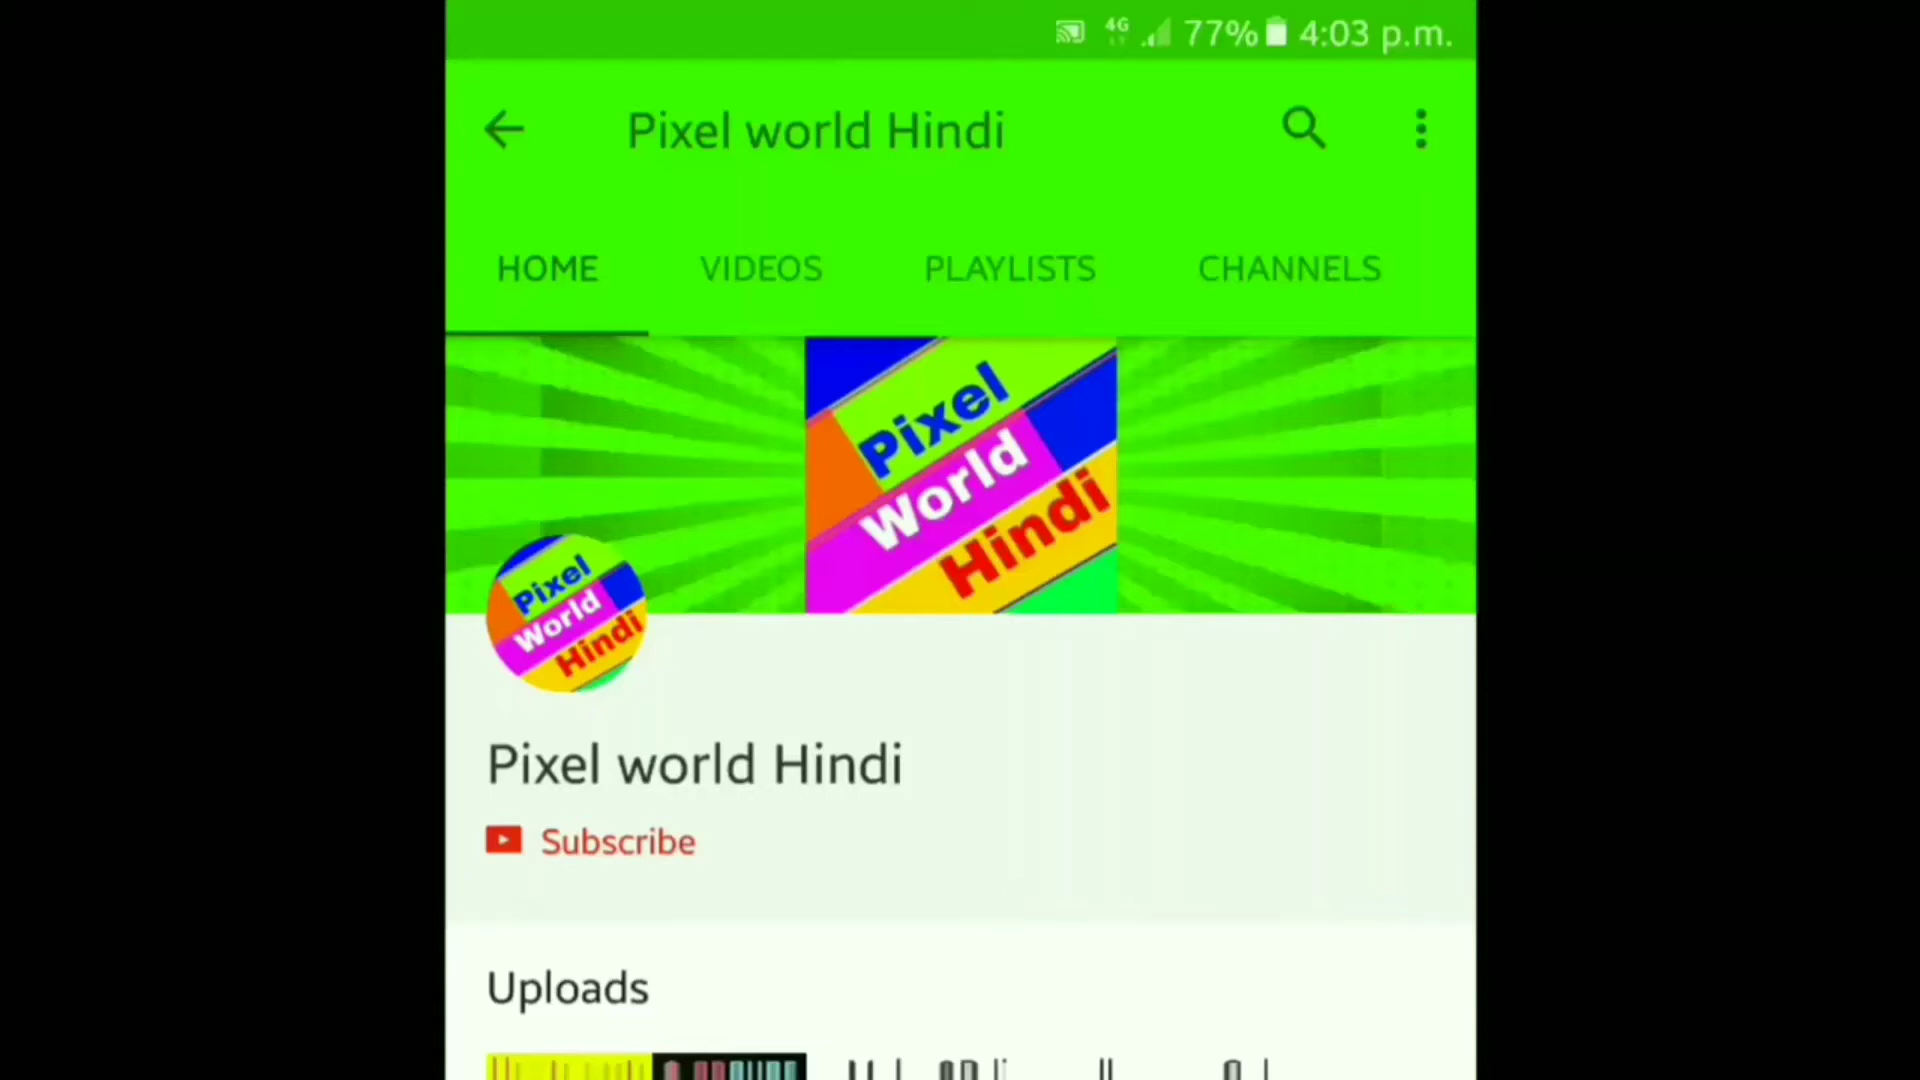 4G 77% 4:03 p.m.
Pixel world Hindi
HOME VIDEOS PLAYLISTS CHANNELS
Pixel
World
Hindi
Pixel
World
Hindi
Pixel world Hindi
Subscribe
Uploads